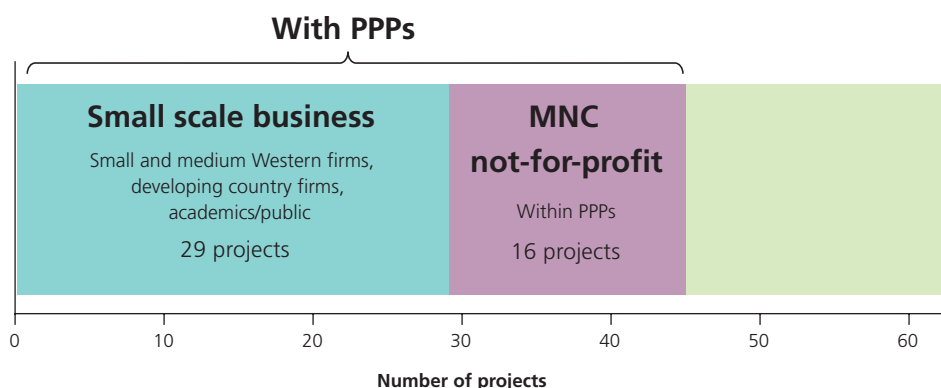 With PPPs
Small scale business
Small and medium Western firms,
developing country firms,
academics/public
29 projects
MNC
not-for-profit
Within PPPs
16 projects
0 10 20 30 40 50 60
Number of projects